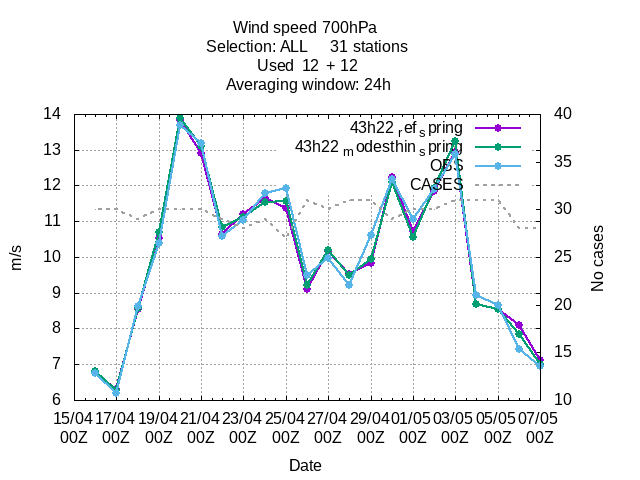 Wind speed 700hPa
Selection: ALL 31 stations
Used 12 + 12
Averaging window: 24h
14 40
43h22 ref spring
43h22 modesthin spring
OBS
CASES
13 35
12
11 30
10 25
9
8 20
7 15
6 10
m/s
No cases
15/04 17/04 19/04 21/04 23/04 25/04 27/04 29/04 01/05 03/05 05/05 07/05
00Z 00Z 00Z 00Z 00Z 00Z 00Z 00Z 00Z 00Z 00Z 00Z
Date